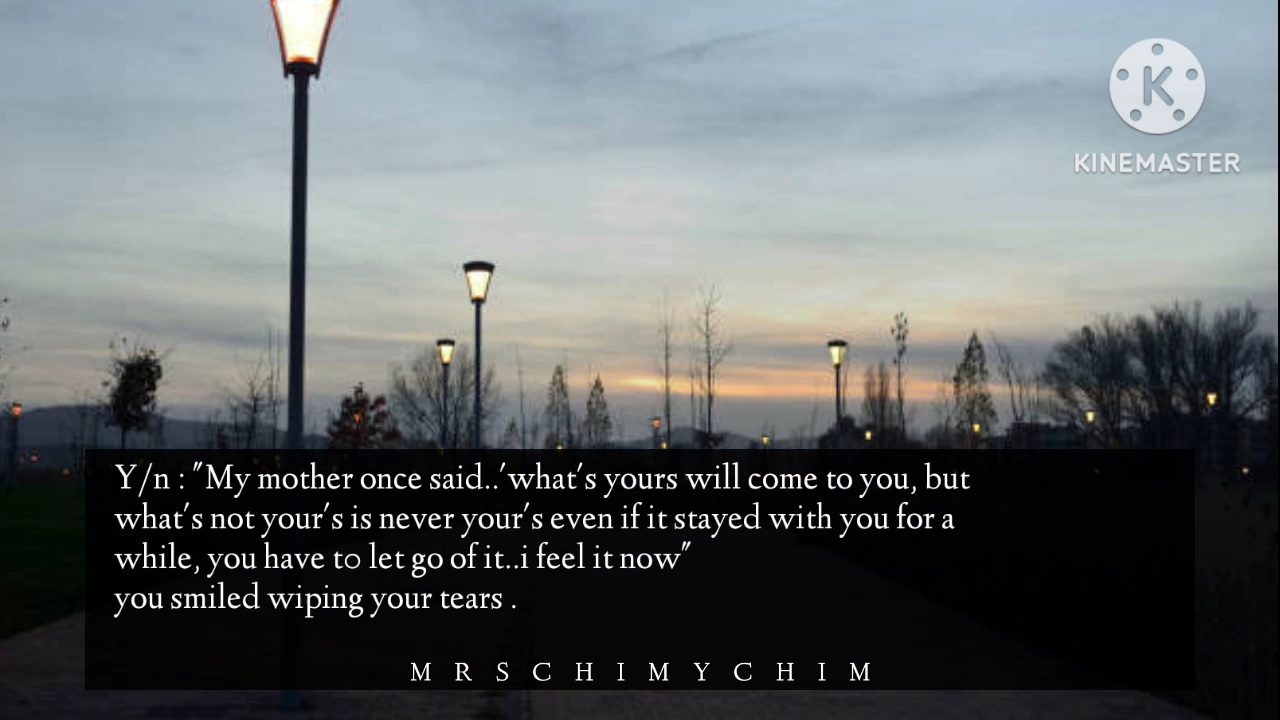 KINEMASTER
Y/n : "My mother once said..'what's yours will come to you, but
what's not your's is never your's even if it stayed with you for a
while, you have to let go of it..i feel it now"
you smiled wiping your tears .
MRSCHIMYCHIM